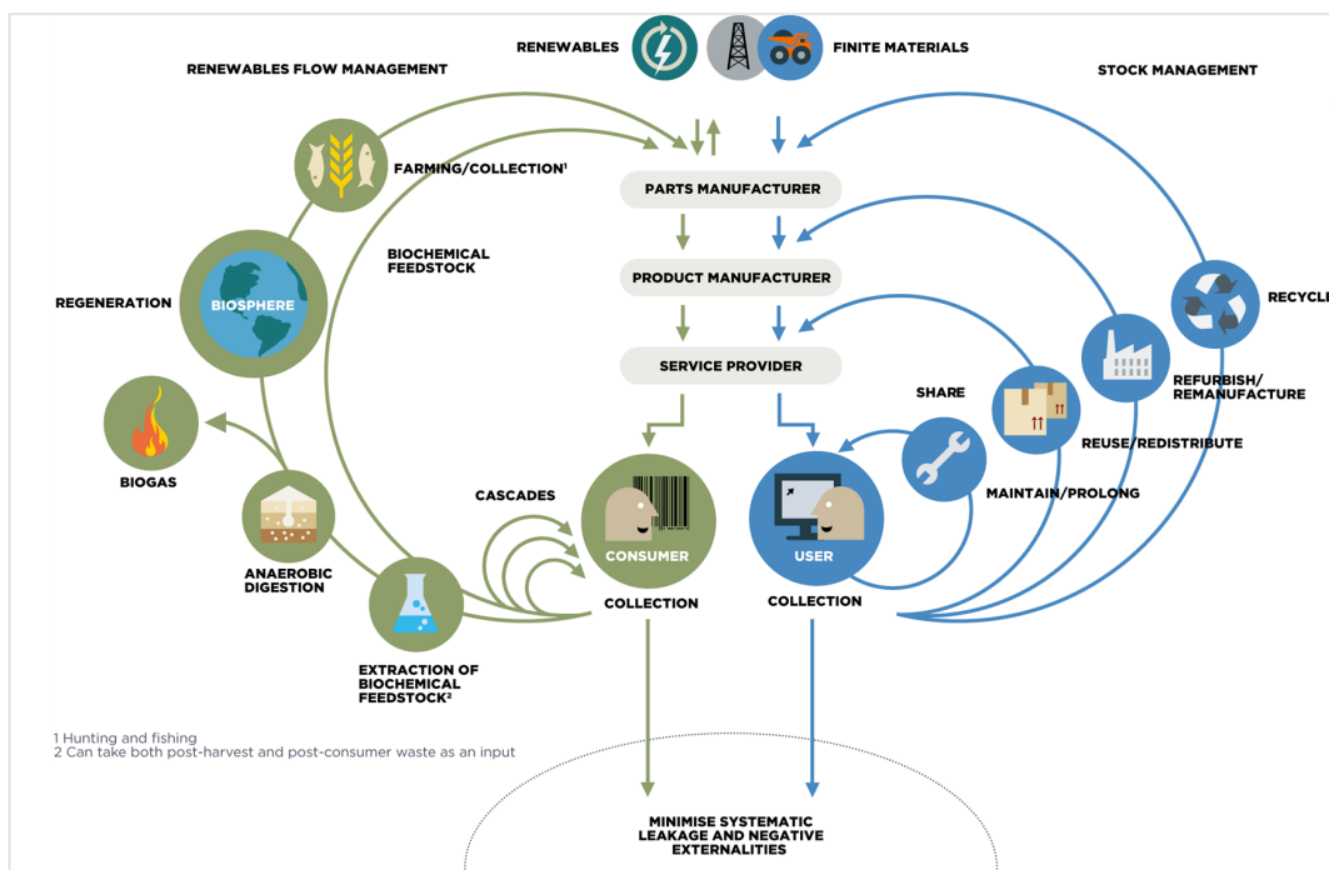 RENEWABLES
FINITE MATERIALS
RENEWABLES FLOW MANAGEMENT
STOCK MANAGEMENT
FARMING/COLLECTION¹
PARTS MANUFACTURER
BIOCHEMICAL
FEEDSTOCK
PRODUCT MANUFACTURER
REGENERATION
BIOSPHERE
RECYCLE
SERVICE PROVIDER
SHARE
REFURBISH/
REMANUFACTURE
REUSE/REDISTRIBUTE
BIOGAS
CASCADES
MAINTAIN/PROLONG
CONSUMER
USER
ANAEROBIC
DIGESTION
COLLECTION
COLLECTION
EXTRACTION OF
BIOCHEMICAL
FEEDSTOCK²
1 Hunting and fishing
2 Can take both post-harvest and post-consumer waste as an input
MINIMISE SYSTEMATIC
LEAKAGE AND NEGATIVE
EXTERNALITIES